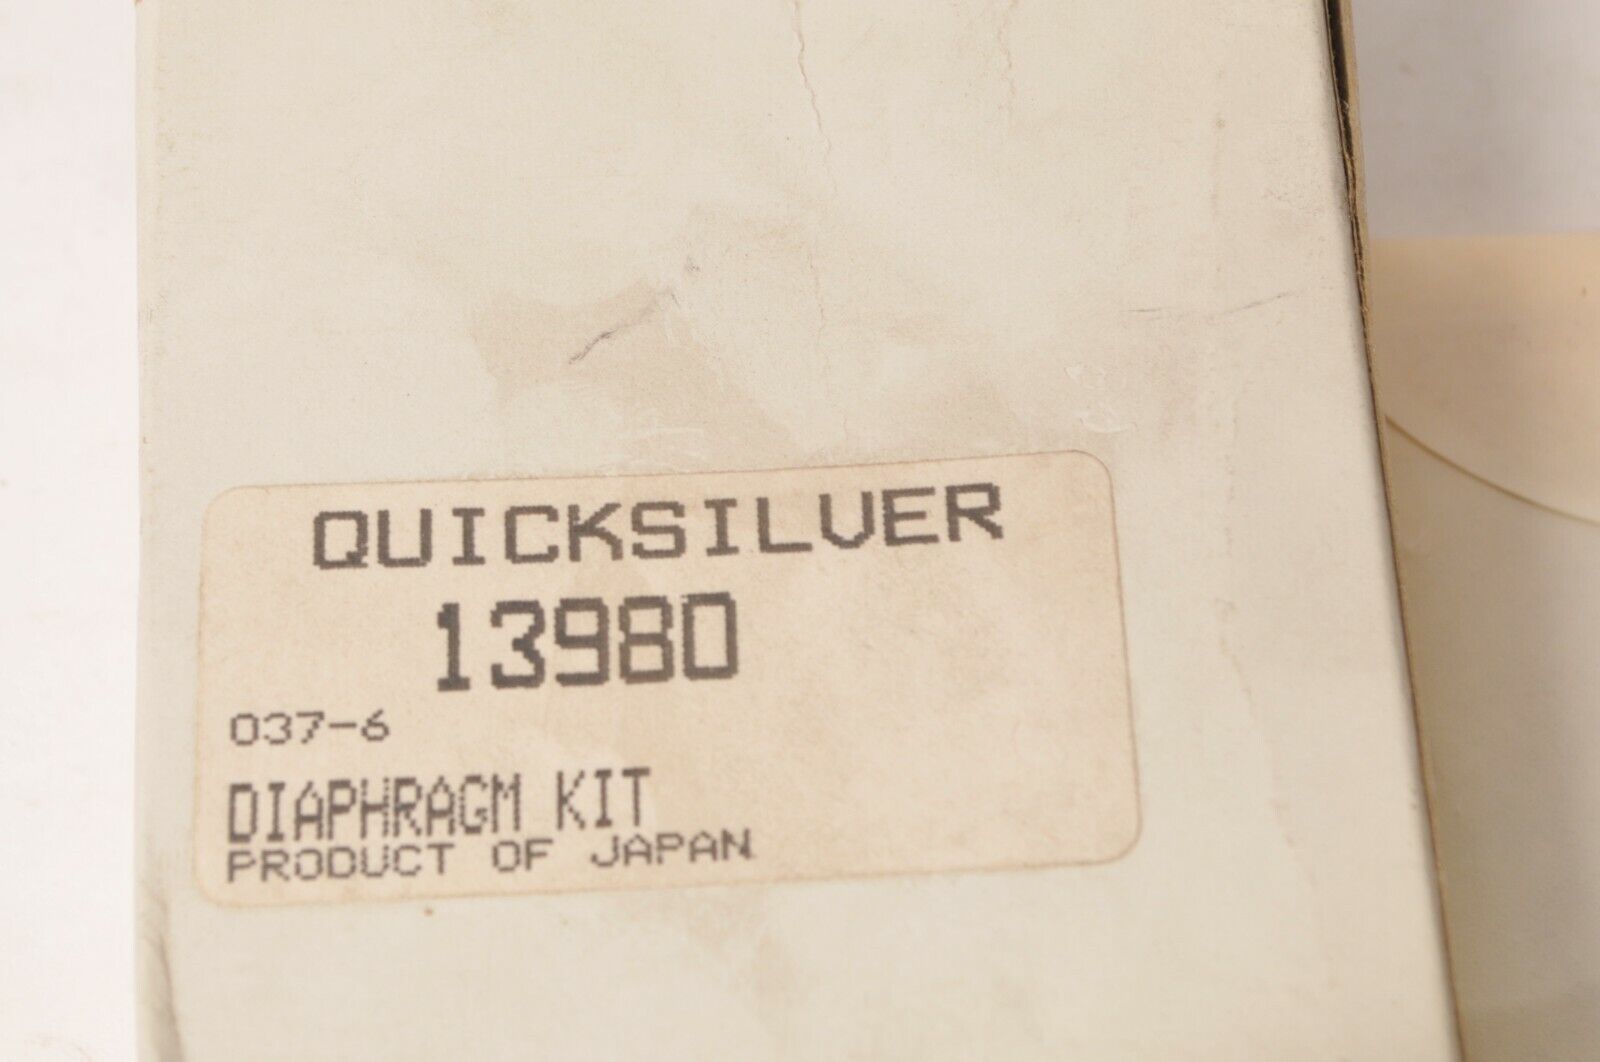 QUICKSILVER
13980
037-6
DIAPHRAGM KIT
PRODUCT OF JAPAN